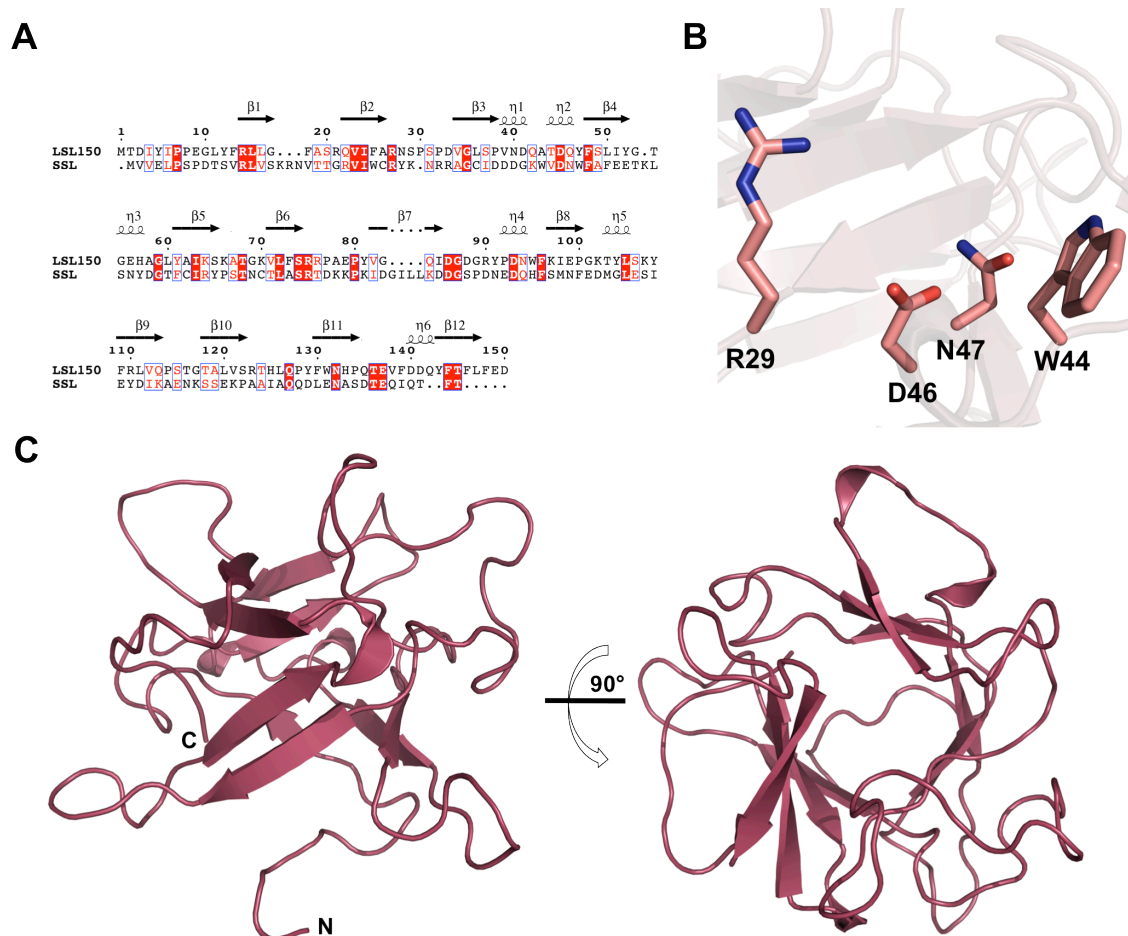 A
B
β1 β2 β3 η1 η2 β4
1 10 20 30 40 50
LSL150 MTDIYIPPEGLYFRLLG...FASRQVIFARNSPSPDVGLSPVNDQATDQYFSLIYG.T
SSL .MVVELPSPDTSVRLVSKRNVTTGRVIWCRYK.NRRAGCIDDDGKWVDNWFAFEETKL
η3 β5 β6 β7 η4 β8 η5
60 70 80 90 100
LSL150 GEHAGLYAIKSKATGKVLFSRRPAEPYVG....QIDGDGRYPDNWFKIEPGKTYLSKY
SSL
β9 β10 β11 η6 β12
110 120 130 140 150
LSL150 FRLVQPSTGTALVSRTHLQPYFWNHPQTEVFDDQYFTFLFED
SSL EYDIKAENKSSEKPAAIAQQDLENASDTEQIQT..FT.....
R29
D46
N47
W44
C
C
N
90°